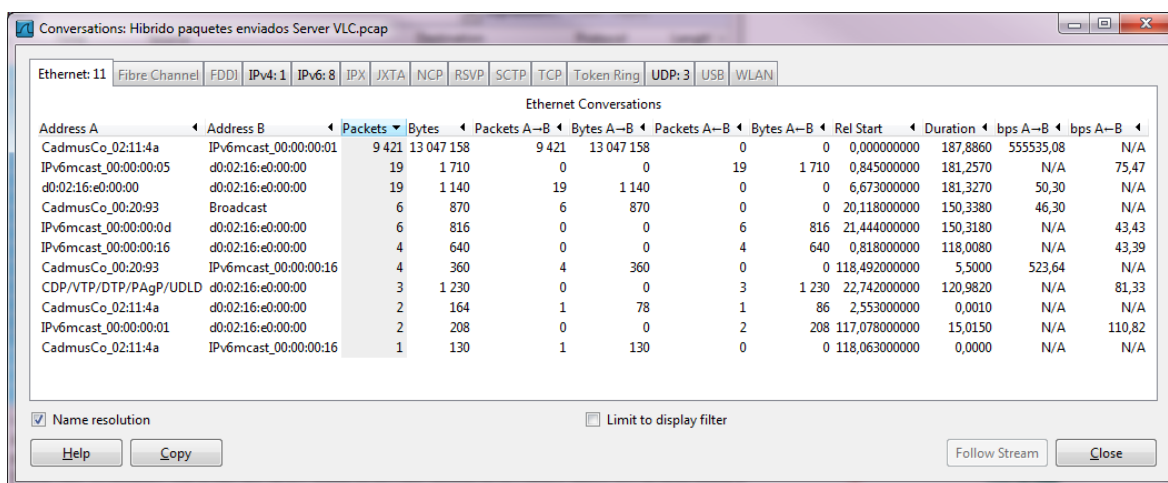 Conversations: Hibrido paquetes enviados Server VLC.pcap
Ethernet: 11 Fibre Channel FDDI IPv4: 1 IPv6: 8 IPX JXTA NCP RSVP SCTP TCP Token Ring UDP: 3 USB WLAN
Ethernet Conversations
Address A Address B Packets Bytes Packets A→B Bytes A→B Packets A←B Bytes A←B Rel Start Duration bps A→B bps A←B
CadmusCo_02:11:4a IPv6mcast_00:00:00:01 9 421 13 047 158 9 421 13 047 158 0 0 0,000000000 187,8860 555535,08 N/A
IPv6mcast_00:00:00:05 d0:02:16:e0:00:00 19 1 710 0 0 19 1 710 0,845000000 181,2570 N/A 75,47
d0:02:16:e0:00:00 d0:02:16:e0:00:00 19 1 140 19 1 140 0 0 6,673000000 181,3270 50,30 N/A
CadmusCo_00:20:93 Broadcast 6 870 6 870 0 0 20,118000000 150,3380 46,30 N/A
IPv6mcast_00:00:00:0d d0:02:16:e0:00:00 6 816 0 0 6 816 21,444000000 150,3180 N/A 43,43
IPv6mcast_00:00:00:16 d0:02:16:e0:00:00 4 640 0 0 4 640 0,818000000 118,0080 N/A 43,39
CadmusCo_00:20:93 IPv6mcast_00:00:00:16 4 360 4 360 0 0 118,492000000 5,5000 523,64 N/A
CDP/VTP/DTP/PAgP/UDLD d0:02:16:e0:00:00 3 1 230 0 0 3 1 230 22,742000000 120,9820 N/A 81,33
CadmusCo_02:11:4a d0:02:16:e0:00:00 2 164 1 78 1 86 2,553000000 0,0010 N/A N/A
IPv6mcast_00:00:00:01 d0:02:16:e0:00:00 2 208 0 0 2 208 117,078000000 15,0150 N/A 110,82
CadmusCo_02:11:4a IPv6mcast_00:00:00:16 1 130 1 130 0 0 118,063000000 0,0000 N/A N/A
Name resolution Limit to display filter
Help Copy Follow Stream Close